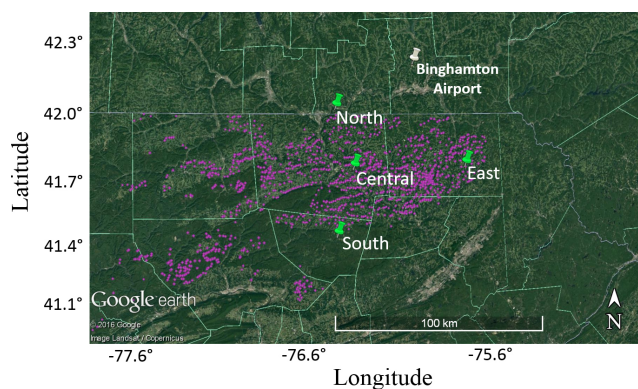 42.3°
Binghamton
Airport
42.0°
North
Latitude
41.7°
Central
East
South
41.4°
41.1°
Google earth
© 2016 Google
Image Landsat / Copernicus
100 km
N
-77.6°
-76.6°
-75.6°
Longitude